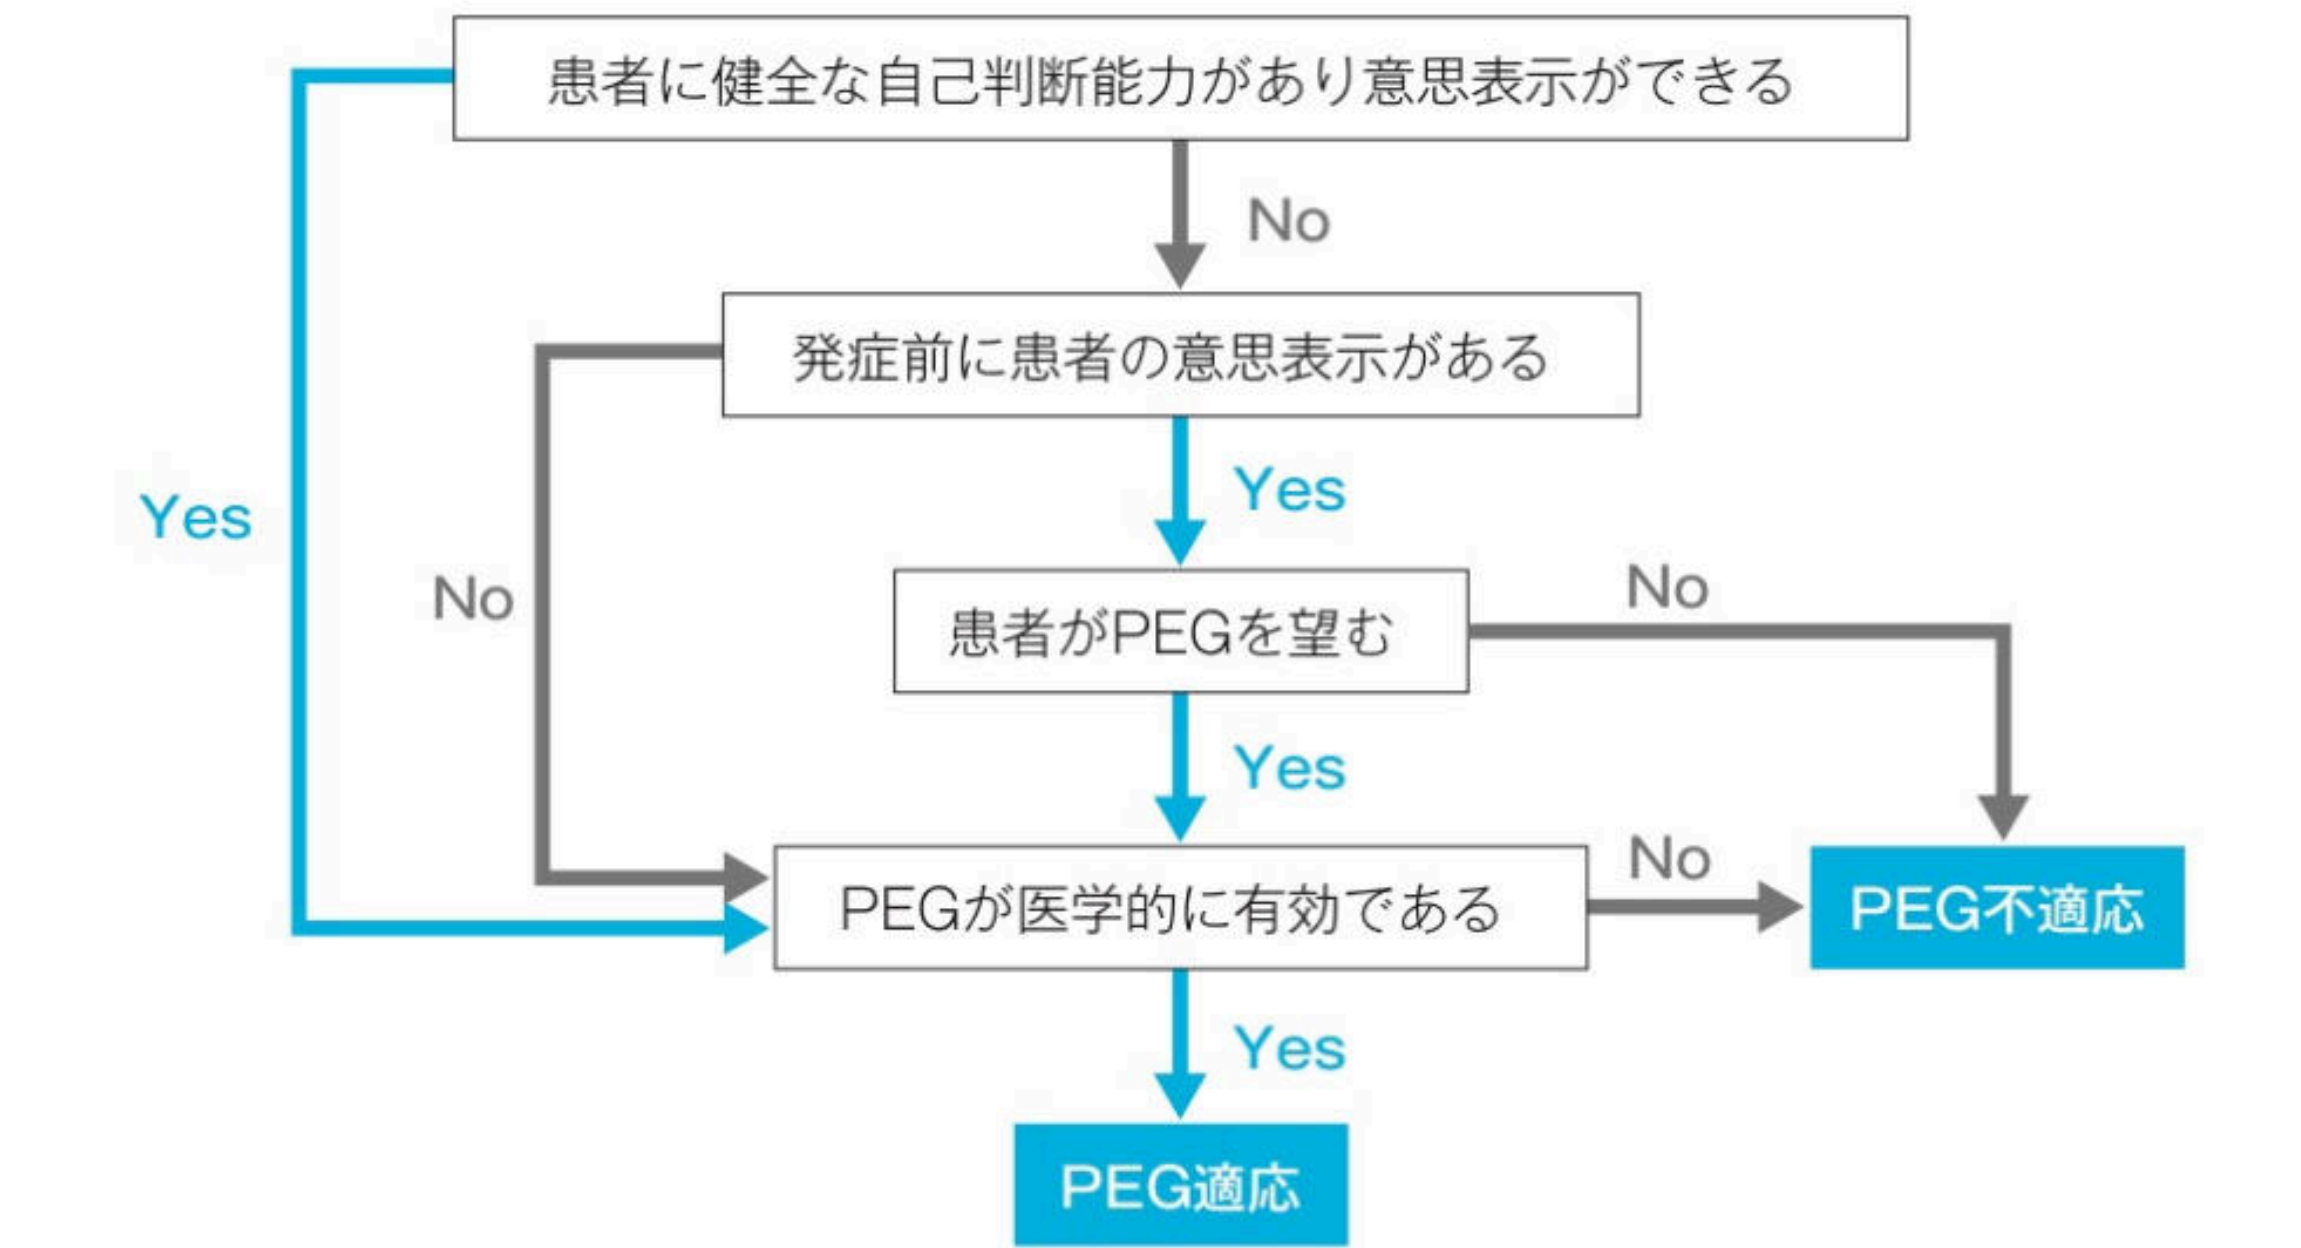 患者に健全な自己判断能力があり意思表示ができる
No
発症前に患者の意思表示がある
Yes
Yes
No
患者がPEGを望む
No
Yes
PEGが医学的に有効である
No
PEG不適応
Yes
PEG適応